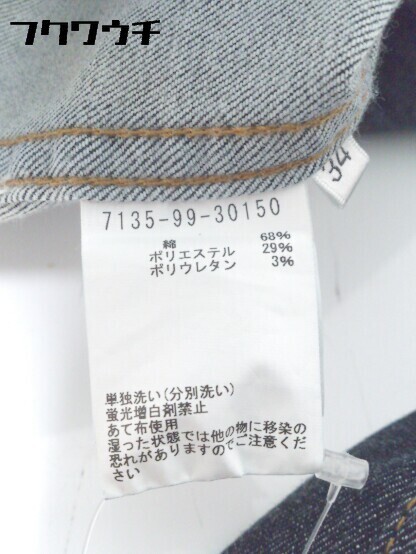 フクワウチ
34
7135-99-30150
綿 68%
ポリエステル 29%
ポリウレタン 3%
単独洗い(分別洗い)
蛍光増白剤禁止
あて布使用
湿った状態では他の物に移染の
恐れがありますのでご注意くだ
さい